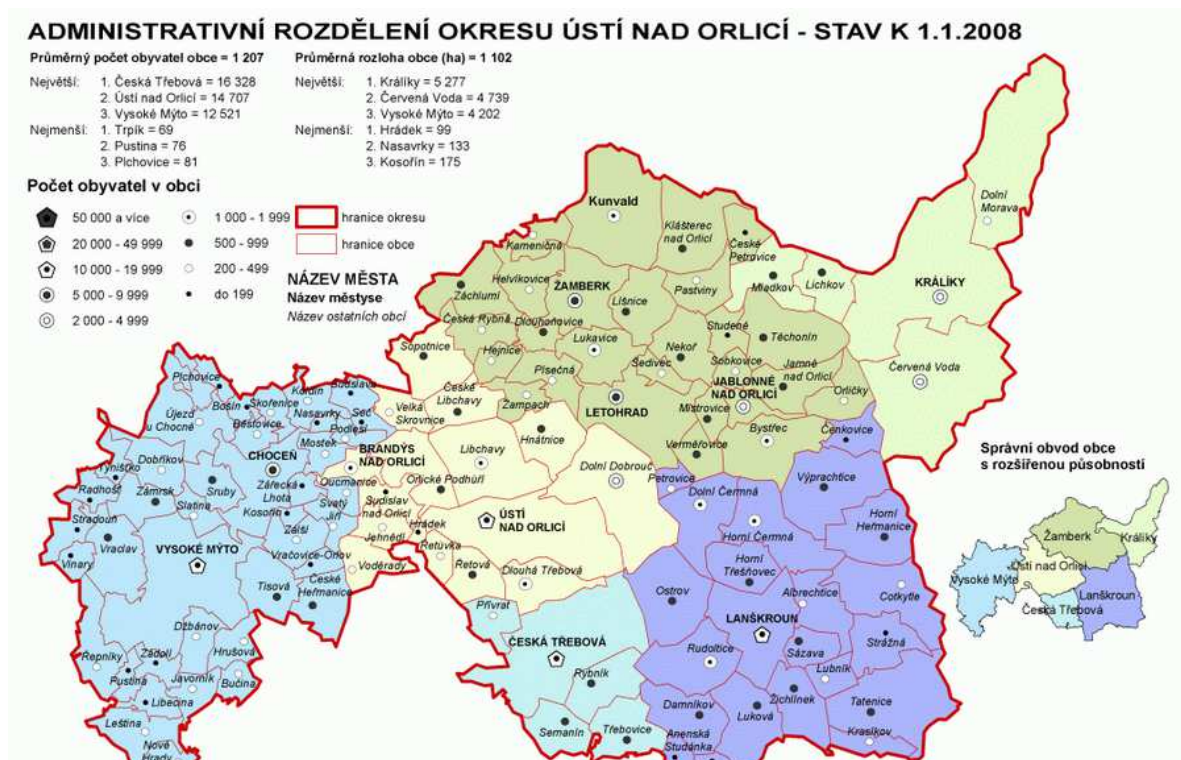 ADMINISTRATIVNÍ ROZDĚLENÍ OKRESU ÚSTÍ NAD ORLICÍ - STAV K 1.1.2008
Průměrný počet obyvatel obce = 1 207
Průměrná rozloha obce (ha) = 1 102
Největší: 1. Česká Třebová = 16 328
2. Ústí nad Orlicí = 14 707
3. Vysoké Mýto = 12 521
Nejmenší: 1. Trpík = 69
2. Pustina = 76
3. Plchovice = 81
Největší: 1. Králíky = 5 277
2. Červená Voda = 4 739
3. Vysoké Mýto = 4 202
Nejmenší: 1. Hrádek = 99
2. Nasavrky = 133
3. Kosořín = 175
Počet obyvatel v obci
50 000 a více
20 000 - 49 999
10 000 - 19 999
5 000 - 9 999
2 000 - 4 999
1 000 - 1 999
500 - 999
200 - 499
do 199
hranice okresu
hranice obce
NÁZEV MĚSTA
Název městyse
Název ostatních obcí
Dolní
Morava
Kunvald
Klášterec
nad Orlicí
České
Petrovice
Kameničná
Helvíkovice
ŽAMBERK
Záchlumí
Líšnice
Pastviny
Mladkov
Lichkov
KRÁLÍKY
Česká Rybná
Dlouhoňovice
Lukavice
Studené
Těchonín
Sopotnice
Hejnice
Nekoř
Šedivec
Sobkovice
Jamné
nad Orlicí
Červená Voda
Písečná
JABLONNÉ
NAD ORLICÍ
Orličky
České
Libchavy
Žampach
LETOHRAD
Mistrovice
Bystřec
Čenkovice
Velká
Skrovnice
Hnátnice
Verměřovice
Plchovice
Bošín
Skořenice
Koldín
Sudslava
Újezd
u Chocně
Běstovice
Nasavrky
Seč
Podlesí
Mostek
BRANDÝS
NAD ORLICÍ
Libchavy
Dolní Dobrouč
Petrovice
Výprachtice
Dobříkov
CHOCEŇ
Týnišťko
Oucmanice
Orlické Podhůří
Dolní Čermná
Radhošť
Zámrsk
Sruby
Zářecká
Lhota
Svatý
Jiří
Sudislav
nad Orlicí
Slatina
Kosořín
Jehnědí
Hrádek
ÚSTÍ
NAD ORLICÍ
Horní Čermná
Horní
Heřmanice
Stradouň
Vraclav
Zálší
Řetůvka
Vinary
VYSOKÉ MÝTO
Vračovice-Orlov
Voděrady
Řetová
Dlouhá Třebová
Horní
Třešňovec
Tisová
České
Heřmanice
Přívrat
Ostrov
Albrechtice
Cotkytle
Džbánov
ČESKÁ TŘEBOVÁ
LANŠKROUN
Strážná
Hrušová
Rudoltice
Sázava
Řepníky
Zádolí
Pustina
Javorník
Bučina
Rybník
Lubník
Libecina
Damníkov
Žichlínek
Luková
Tatenice
Leština
Semanín
Třebovice
Anenská
Studánka
Krasíkov
Nové
Hrady
Správní obvod obce
s rozšířenou působností
Žamberk
Králíky
Ústí nad Orlicí
Vysoké Mýto
Lanškroun
Česká Třebová